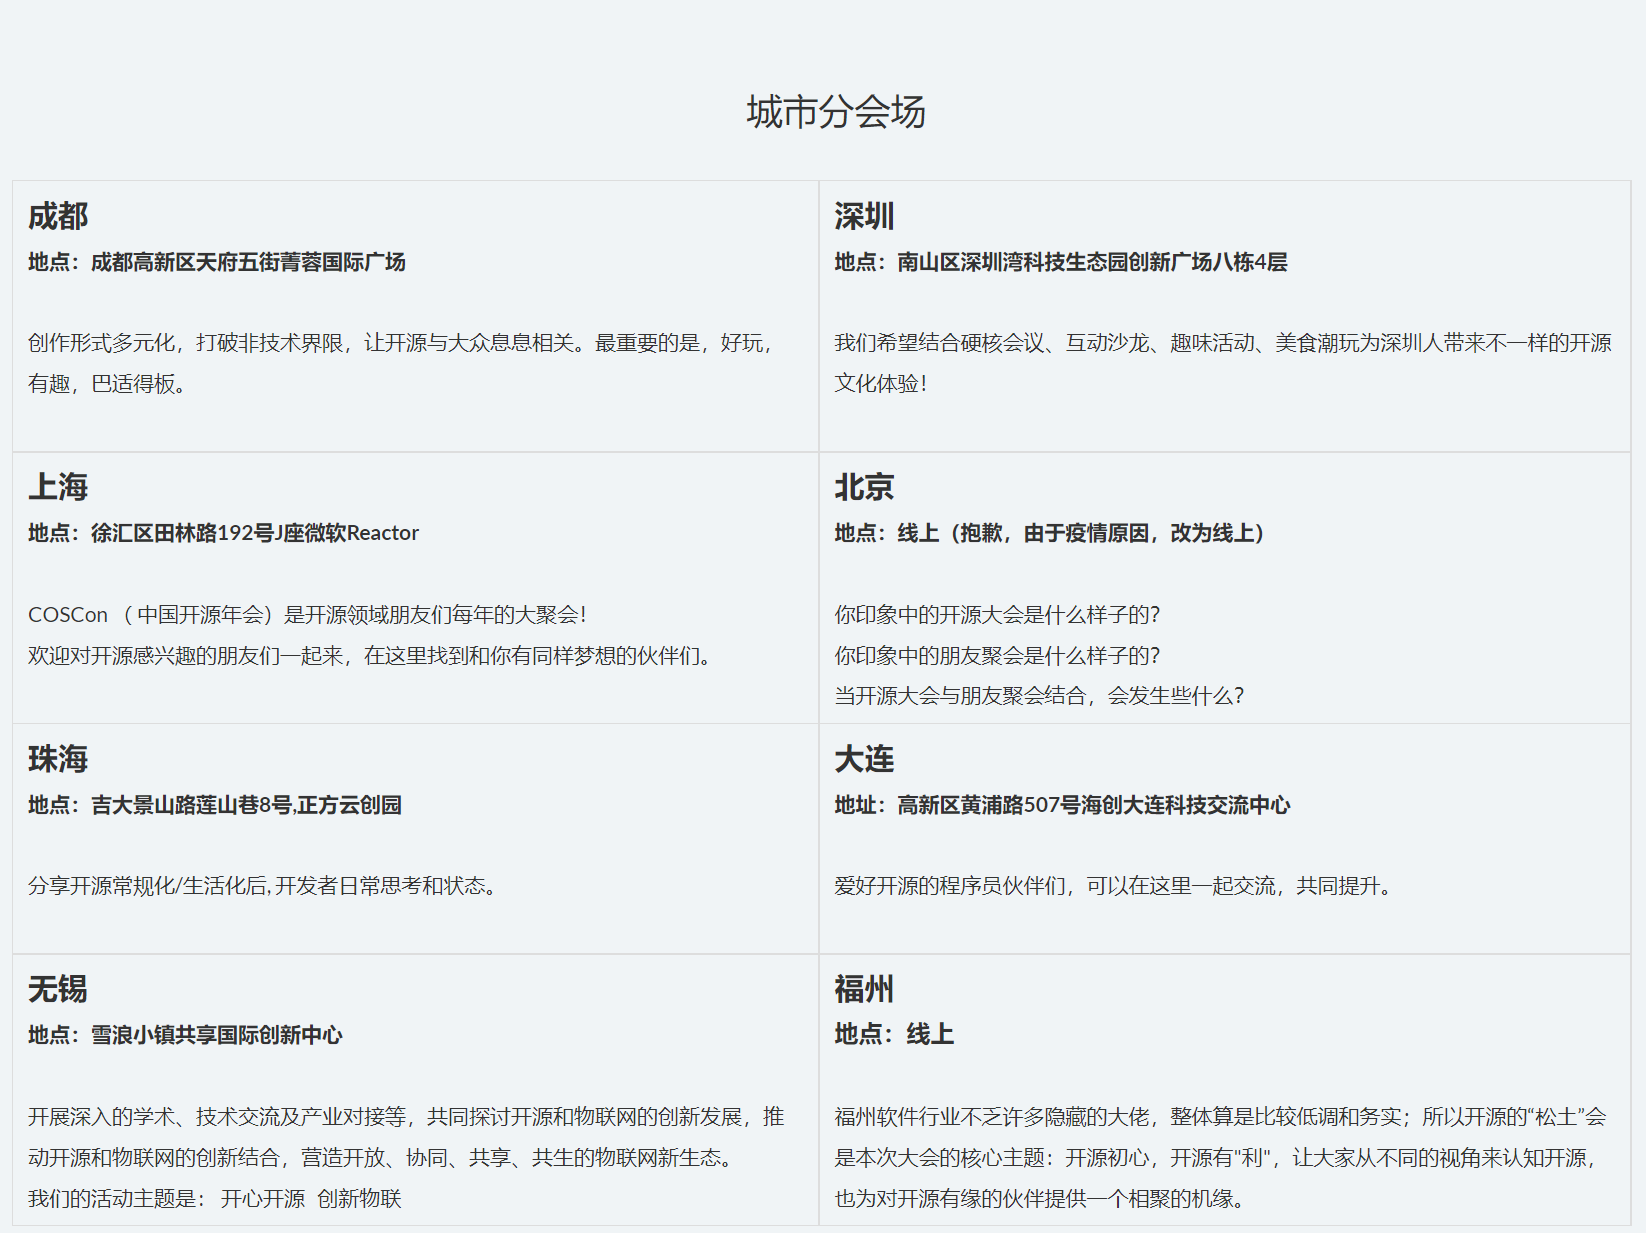 城市分会场
成都
地点：成都高新区天府五街菁蓉国际广场
创作形式多元化，打破非技术界限，让开源与大众息息相关。最重要的是，好玩，
有趣，巴适得板。
深圳
地点：南山区深圳湾科技生态园创新广场八栋4层
我们希望结合硬核会议、互动沙龙、趣味活动、美食潮玩为深圳人带来不一样的开源
文化体验！
上海
地点：徐汇区田林路192号J座微软Reactor
COSCon （ 中国开源年会）是开源领域朋友们每年的大聚会！
欢迎对开源感兴趣的朋友们一起来，在这里找到和你有同样梦想的伙伴们。
北京
地点：线上（抱歉，由于疫情原因，改为线上）
你印象中的开源大会是什么样子的？
你印象中的朋友聚会是什么样子的？
当开源大会与朋友聚会结合，会发生些什么？
珠海
地点：吉大景山路莲山巷8号,正方云创园
分享开源常规化/生活化后, 开发者日常思考和状态。
大连
地址：高新区黄浦路507号海创大连科技交流中心
爱好开源的程序员伙伴们，可以在这里一起交流，共同提升。
无锡
地点：雪浪小镇共享国际创新中心
开展深入的学术、技术交流及产业对接等，共同探讨开源和物联网的创新发展，推
动开源和物联网的创新结合，营造开放、协同、共享、共生的物联网新生态。
我们的活动主题是： 开心开源 创新物联
福州
地点：线上
福州软件行业不乏许多隐藏的大佬，整体算是比较低调和务实；所以开源的“松土”会
是本次大会的核心主题：开源初心，开源有"利"，让大家从不同的视角来认知开源，
也为对开源有缘的伙伴提供一个相聚的机缘。